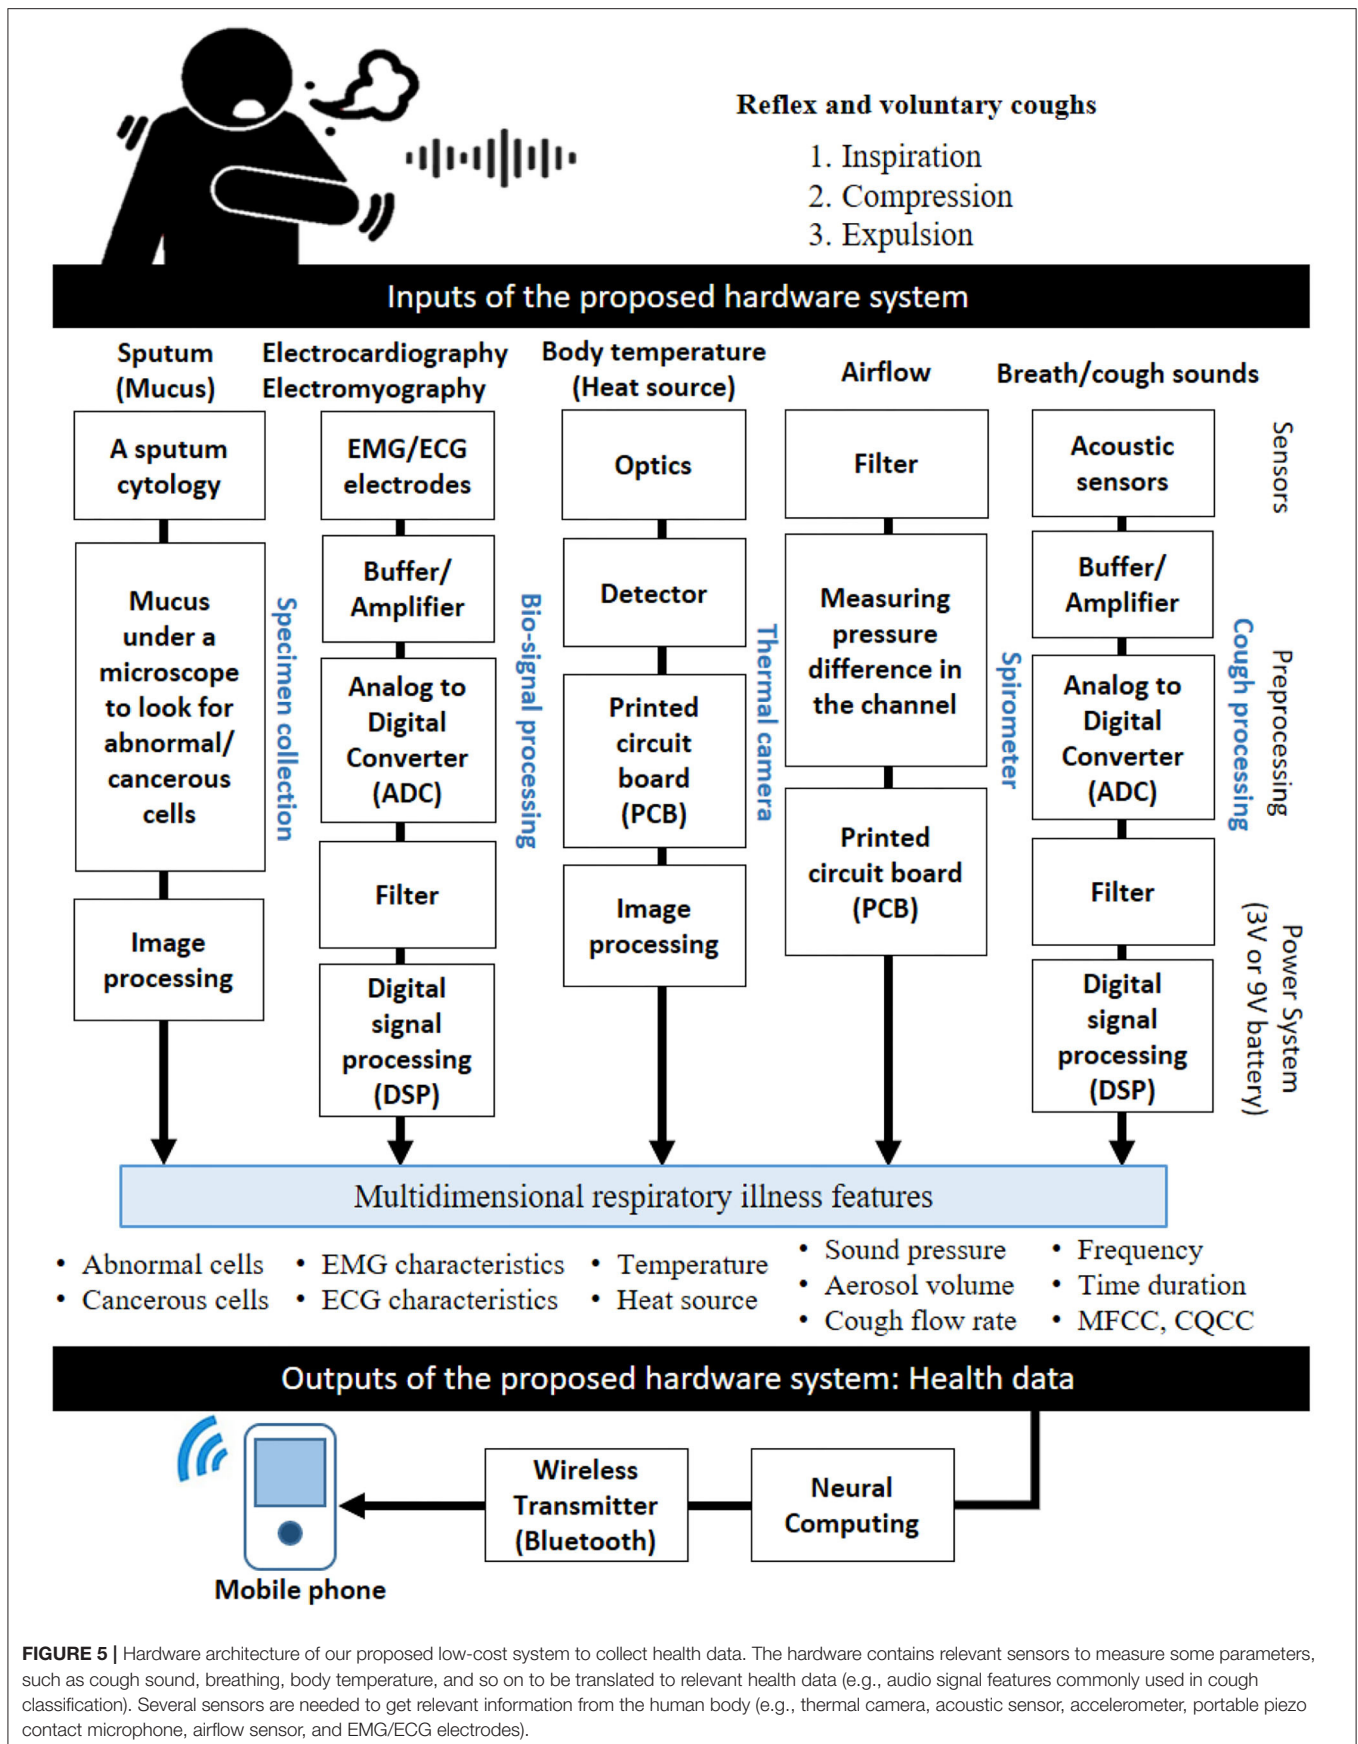 Reflex and voluntary coughs
1. Inspiration
2. Compression
3. Expulsion
Inputs of the proposed hardware system
Sputum
(Mucus)
Electrocardiography
Electromyography
Body temperature
(Heat source)
Airflow
Breath/cough sounds
A sputum
cytology
Mucus
under a
microscope
to look for
abnormal/
cancerous
cells
Image
processing
Specimen collection
EMG/ECG
electrodes
Buffer/
Amplifier
Analog to
Digital
Converter
(ADC)
Filter
Digital
signal
processing
(DSP)
Bio-signal processing
Optics
Detector
Printed
circuit
board
(PCB)
Image
processing
Thermal camera
Filter
Measuring
pressure
difference in
the channel
Printed
circuit board
(PCB)
Spirometer
Acoustic
sensors
Buffer/
Amplifier
Analog to
Digital
Converter
(ADC)
Filter
Digital
signal
processing
(DSP)
Cough processing
Sensors
Preprocessing
Power System
(3V or 9V battery)
Multidimensional respiratory illness features
• Abnormal cells
• Cancerous cells
• EMG characteristics
• ECG characteristics
• Temperature
• Heat source
• Sound pressure
• Aerosol volume
• Cough flow rate
• Frequency
• Time duration
• MFCC, CQCC
Outputs of the proposed hardware system: Health data
Wireless
Transmitter
(Bluetooth)
Neural
Computing
Mobile phone
FIGURE 5 | Hardware architecture of our proposed low-cost system to collect health data. The hardware contains relevant sensors to measure some parameters,
such as cough sound, breathing, body temperature, and so on to be translated to relevant health data (e.g., audio signal features commonly used in cough
classification). Several sensors are needed to get relevant information from the human body (e.g., thermal camera, acoustic sensor, accelerometer, portable piezo
contact microphone, airflow sensor, and EMG/ECG electrodes).